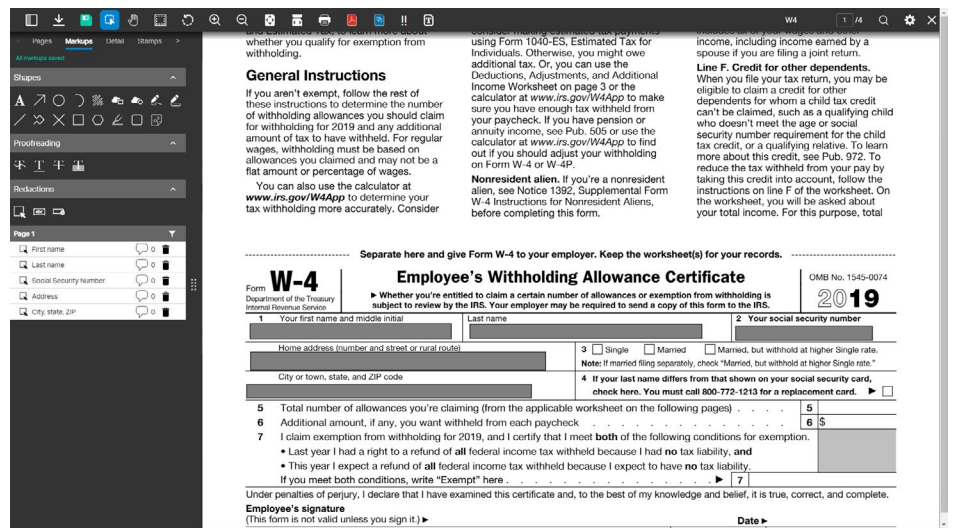 W4
1 /4
Pages Markups Detail Stamps
All markups saved
Shapes
Proofreading
Redactions
Page 1
First name 0
Last name 0
Social Security Number 0
Address 0
City, state, ZIP 0
and Estimated Tax, to learn more about
whether you qualify for exemption from
withholding.
General Instructions
If you aren't exempt, follow the rest of
these instructions to determine the number
of withholding allowances you should claim
for withholding for 2019 and any additional
amount of tax to have withheld. For regular
wages, withholding must be based on
allowances you claimed and may not be a
flat amount or percentage of wages.
You can also use the calculator at
www.irs.gov/W4App to determine your
tax withholding more accurately. Consider
consider making estimated tax payments
using Form 1040-ES, Estimated Tax for
Individuals. Otherwise, you might owe
additional tax. Or, you can use the
Deductions, Adjustments, and Additional
Income Worksheet on page 3 or the
calculator at www.irs.gov/W4App to make
sure you have enough tax withheld from
your paycheck. If you have pension or
annuity income, see Pub. 505 or use the
calculator at www.irs.gov/W4App to find
out if you should adjust your withholding
on Form W-4 or W-4P.
Nonresident alien. If you're a nonresident
alien, see Notice 1392, Supplemental Form
W-4 Instructions for Nonresident Aliens,
before completing this form.
includes all of your wages and other
income, including income earned by a
spouse if you are filing a joint return.
Line F. Credit for other dependents.
When you file your tax return, you may be
eligible to claim a credit for other
dependents for whom a child tax credit
can't be claimed, such as a qualifying child
who doesn't meet the age or social
security number requirement for the child
tax credit, or a qualifying relative. To learn
more about this credit, see Pub. 972. To
reduce the tax withheld from your pay by
taking this credit into account, follow the
instructions on line F of the worksheet. On
the worksheet, you will be asked about
your total income. For this purpose, total
Separate here and give Form W-4 to your employer. Keep the worksheet(s) for your records.
Form W-4
Department of the Treasury
Internal Revenue Service
Employee's Withholding Allowance Certificate
▶ Whether you're entitled to claim a certain number of allowances or exemption from withholding is
subject to review by the IRS. Your employer may be required to send a copy of this form to the IRS.
OMB No. 1545-0074
2019
1 Your first name and middle initial Last name 2 Your social security number
Home address (number and street or rural route)
3 Single Married Married, but withhold at higher Single rate.
Note: If married filing separately, check "Married, but withhold at higher Single rate."
City or town, state, and ZIP code
4 If your last name differs from that shown on your social security card,
check here. You must call 800-772-1213 for a replacement card. ▶
5 Total number of allowances you're claiming (from the applicable worksheet on the following pages) . . . . 5
6 Additional amount, if any, you want withheld from each paycheck . . . . . . . . . . . . . . 6 $
7 I claim exemption from withholding for 2019, and I certify that I meet both of the following conditions for exemption.
• Last year I had a right to a refund of all federal income tax withheld because I had no tax liability, and
• This year I expect a refund of all federal income tax withheld because I expect to have no tax liability.
If you meet both conditions, write "Exempt" here . . . . . . . . . . . . . . . ▶ 7
Under penalties of perjury, I declare that I have examined this certificate and, to the best of my knowledge and belief, it is true, correct, and complete.
Employee's signature
(This form is not valid unless you sign it.) ▶ Date ▶